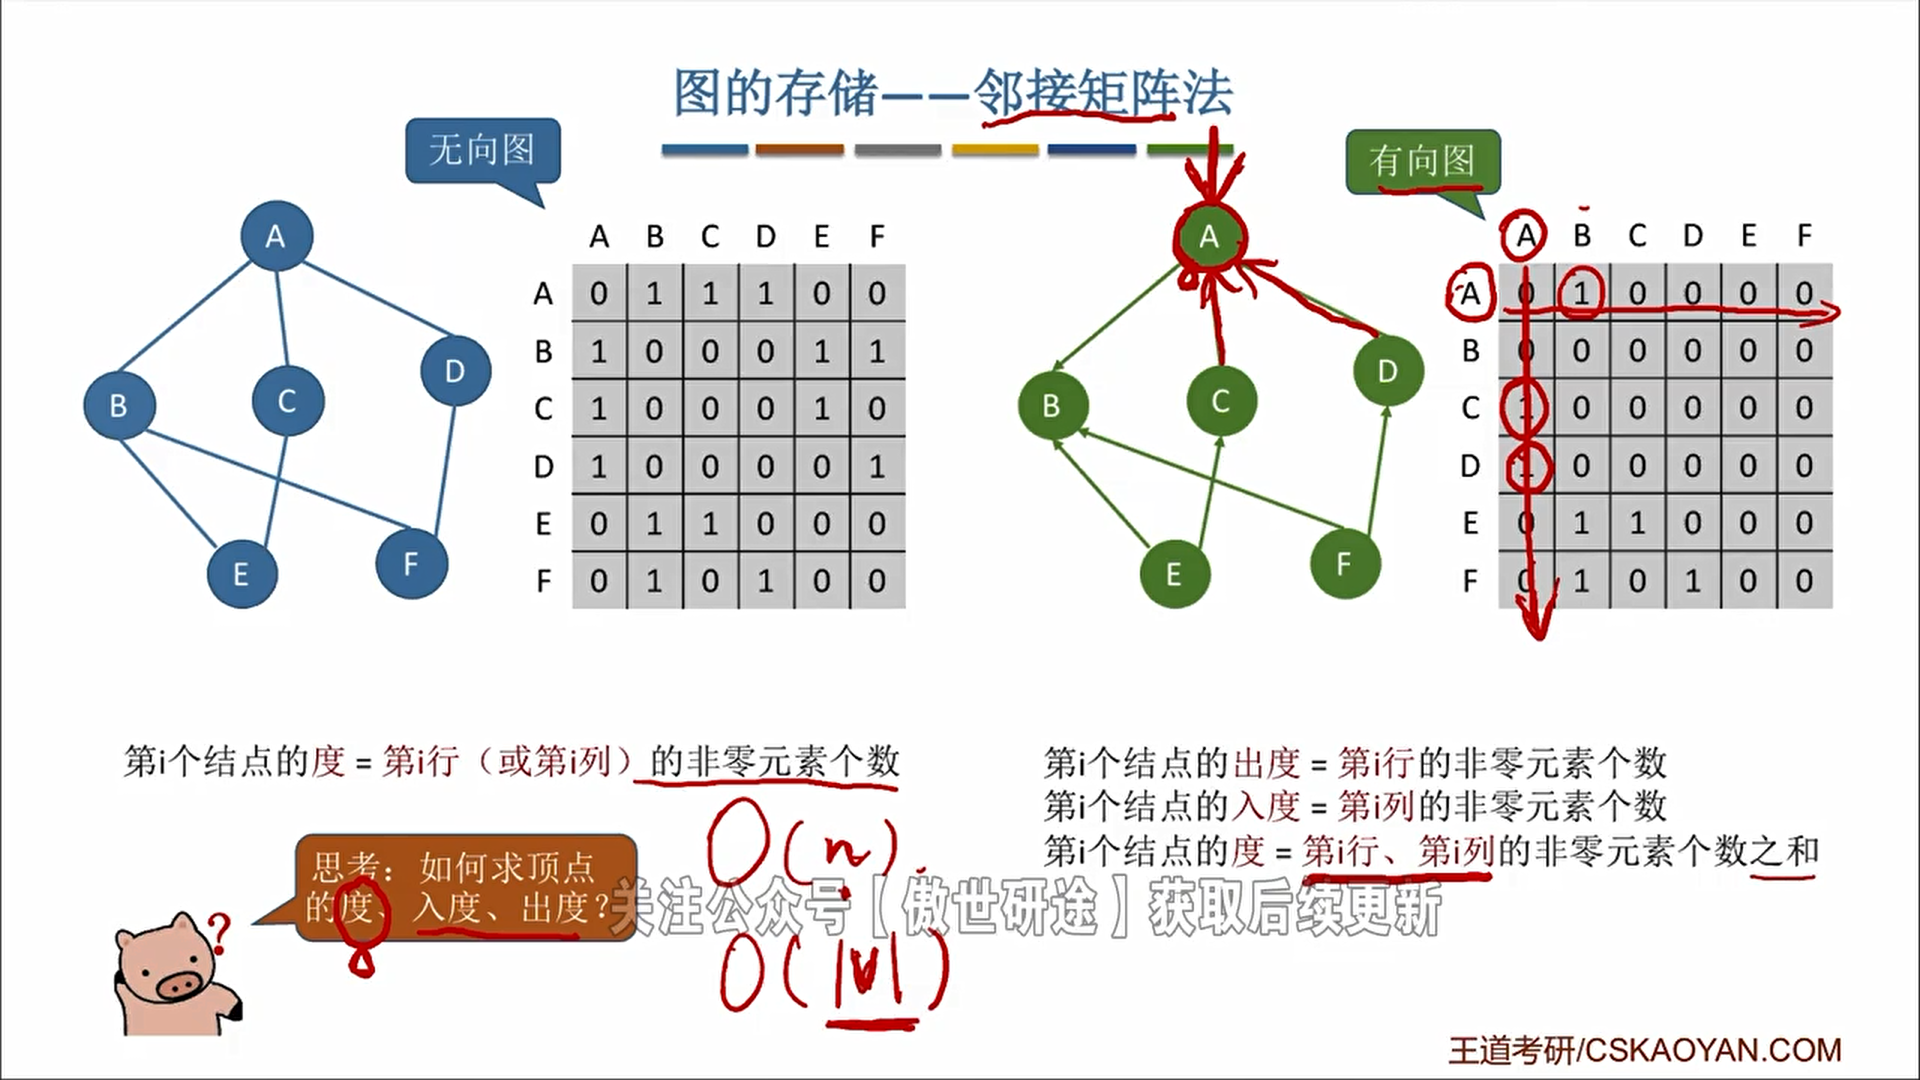 图的存储——邻接矩阵法
无向图
A
B
C
D
E
F
A B C D E F
A 0 1 1 1 0 0
B 1 0 0 0 1 1
C 1 0 0 0 1 0
D 1 0 0 0 0 1
E 0 1 1 0 0 0
F 0 1 0 1 0 0
第i个结点的度 = 第i行（或第i列）的非零元素个数
思考：如何求顶点
的度、入度、出度？
?
O(n)
O(|V|)
有向图
A
B
C
D
E
F
A B C D E F
A 0 1 0 0 0 0
B 0 0 0 0 0 0
C 1 0 0 0 0 0
D 1 0 0 0 0 0
E 0 1 1 0 0 0
F 0 1 0 1 0 0
第i个结点的出度 = 第i行的非零元素个数
第i个结点的入度 = 第i列的非零元素个数
第i个结点的度 = 第i行、第i列的非零元素个数之和
关注公众号【傲世研途】获取后续更新
王道考研/CSKAOYAN.COM